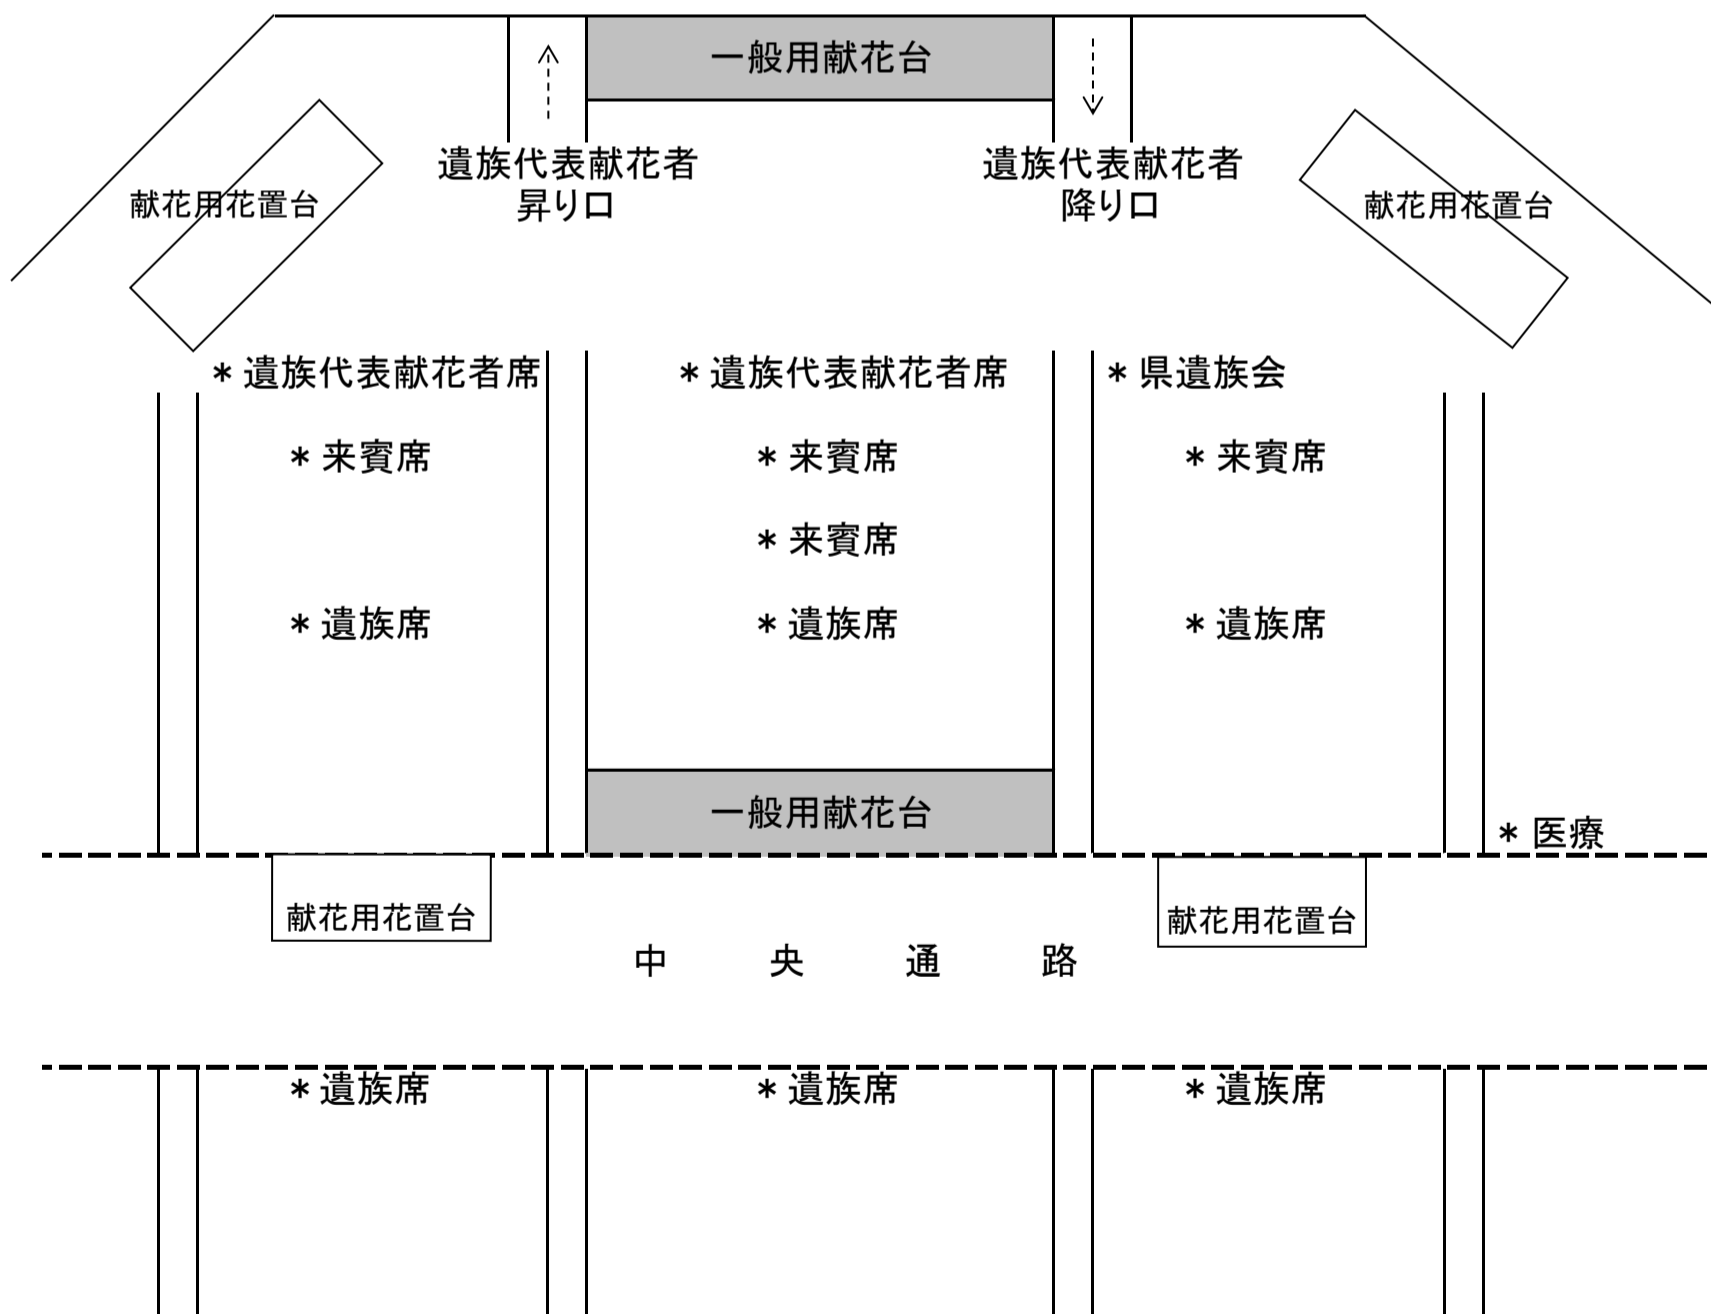 一般用献花台
遺族代表献花者
昇り口
遺族代表献花者
降り口
献花用花置台
献花用花置台
＊遺族代表献花者席
＊遺族代表献花者席
＊県遺族会
＊来賓席
＊来賓席
＊来賓席
＊来賓席
＊遺族席
＊遺族席
＊遺族席
一般用献花台
＊医療
献花用花置台
献花用花置台
中央通路
＊遺族席
＊遺族席
＊遺族席